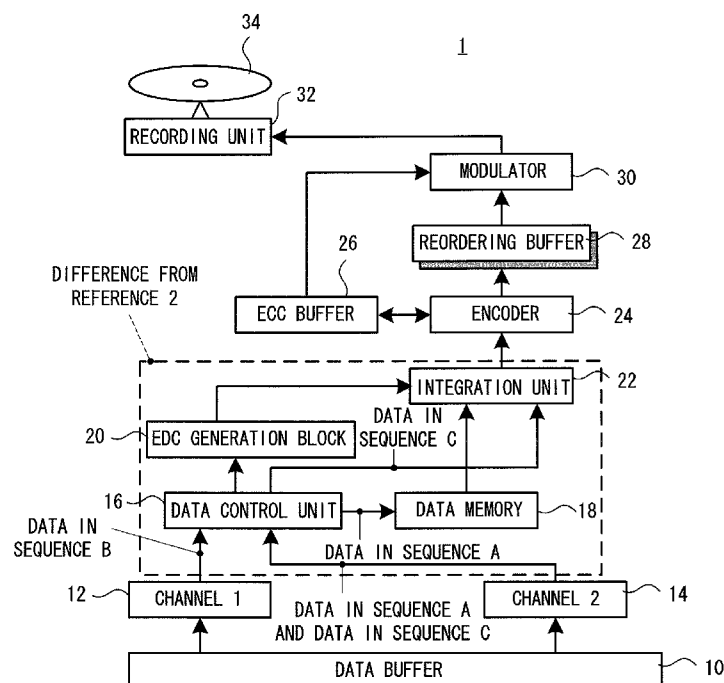 34
1
32
RECORDING UNIT
MODULATOR
30
REORDERING BUFFER
28
26
DIFFERENCE FROM
REFERENCE 2
ECC BUFFER
ENCODER
24
INTEGRATION UNIT
22
20
EDC GENERATION BLOCK
DATA IN
SEQUENCE C
16
DATA CONTROL UNIT
DATA MEMORY
18
DATA IN
SEQUENCE B
DATA IN SEQUENCE A
12
CHANNEL 1
CHANNEL 2
14
DATA IN SEQUENCE A
AND DATA IN SEQUENCE C
DATA BUFFER
10